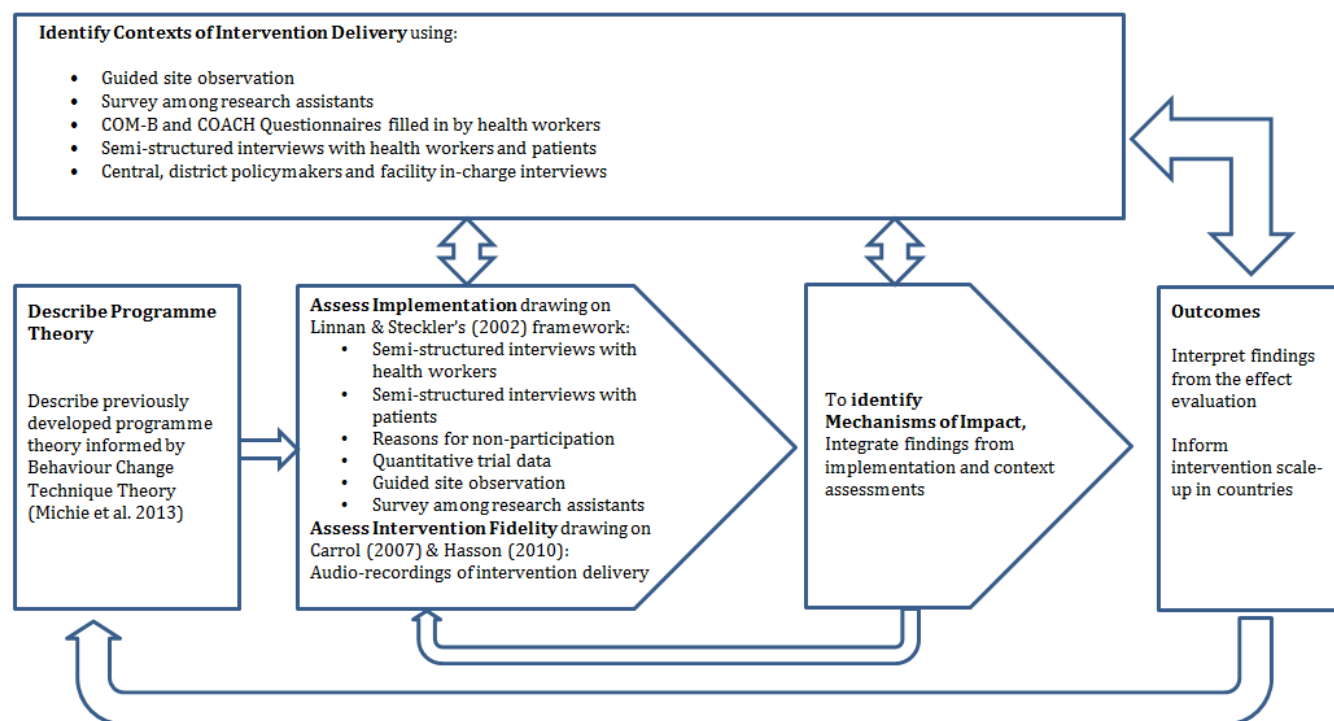 Identify Contexts of Intervention Delivery using:
• Guided site observation
• Survey among research assistants
• COM-B and COACH Questionnaires filled in by health workers
• Semi-structured interviews with health workers and patients
• Central, district policymakers and facility in-charge interviews
Describe Programme
Theory
Describe previously
developed programme
theory informed by
Behaviour Change
Technique Theory
(Michie et al. 2013)
Assess Implementation drawing on
Linnan & Steckler's (2002) framework:
• Semi-structured interviews with
health workers
• Semi-structured interviews with
patients
• Reasons for non-participation
• Quantitative trial data
• Guided site observation
• Survey among research assistants
Assess Intervention Fidelity drawing on
Carrol (2007) & Hasson (2010):
Audio-recordings of intervention delivery
To identify
Mechanisms of Impact,
Integrate findings from
implementation and context
assessments
Outcomes
Interpret findings
from the effect
evaluation
Inform
intervention scale-
up in countries